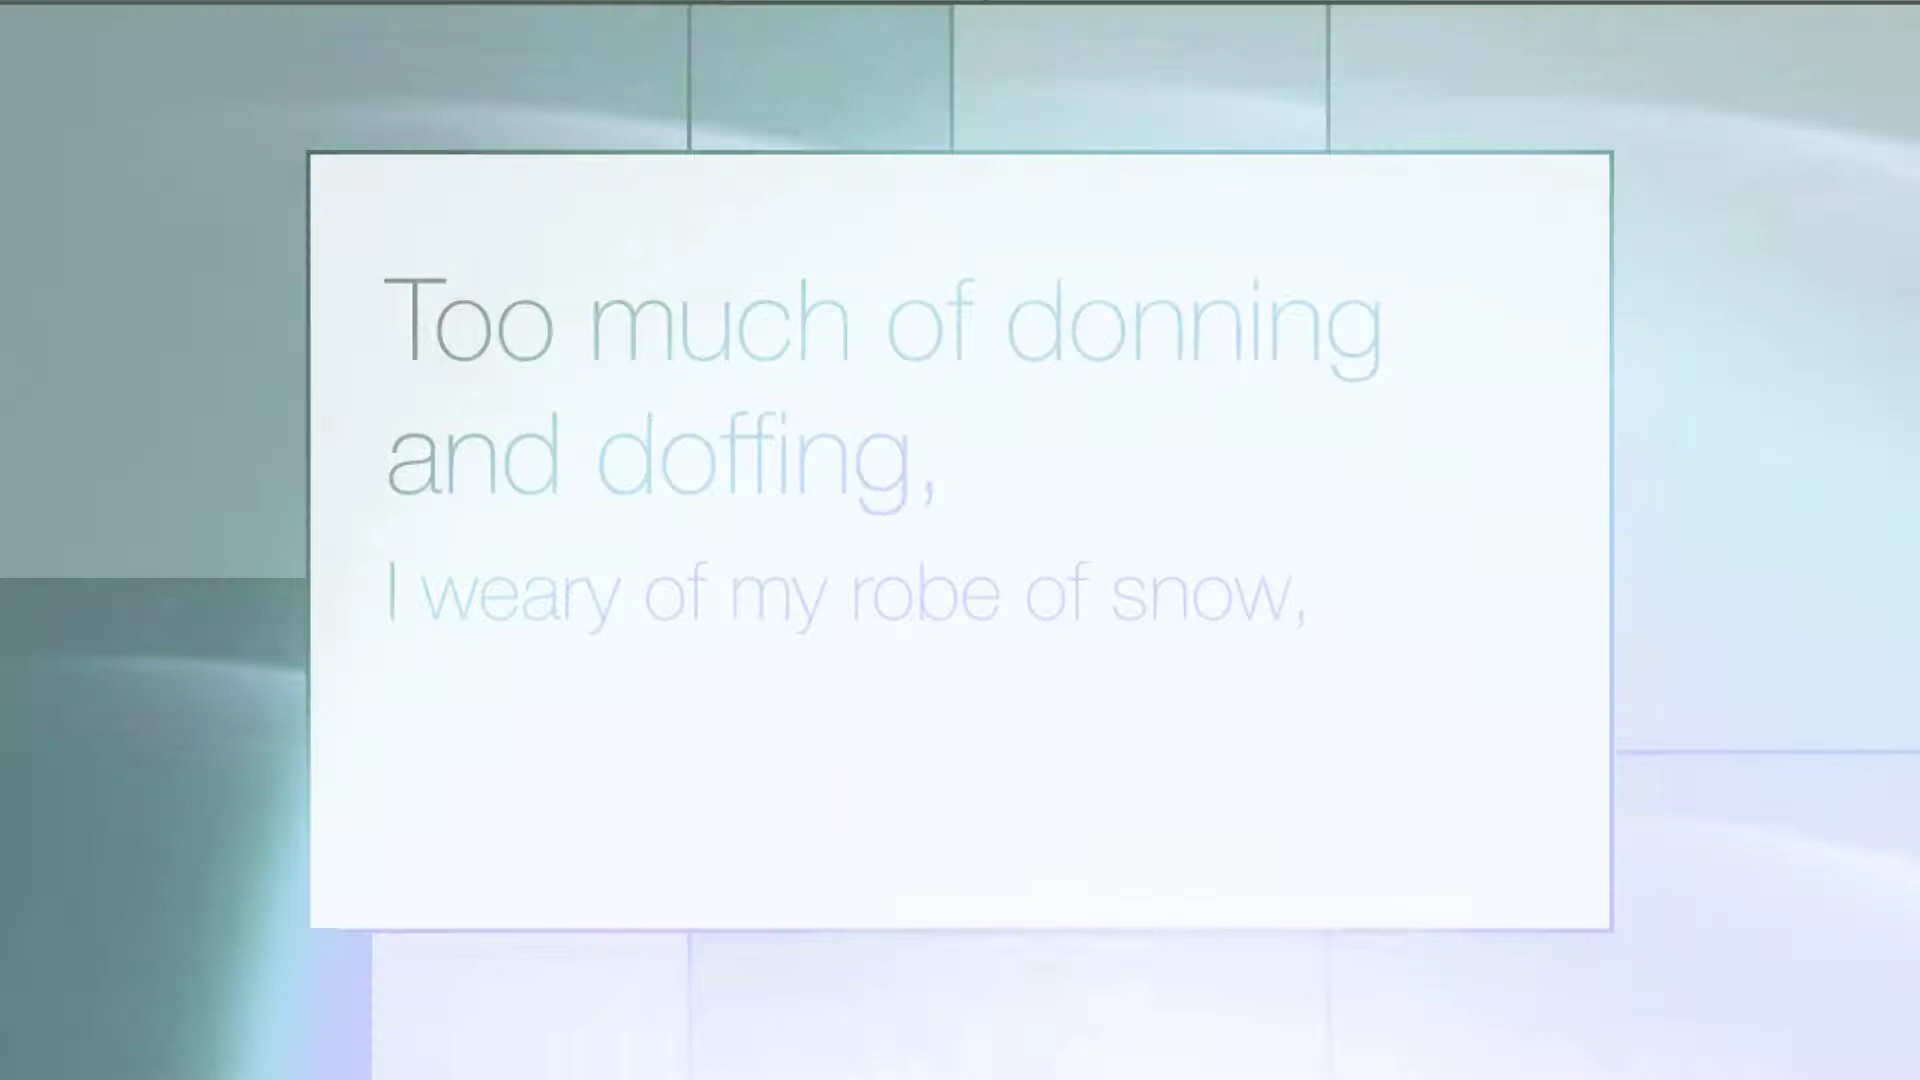 Too much of donning
and doffing,
I weary of my robe of snow,